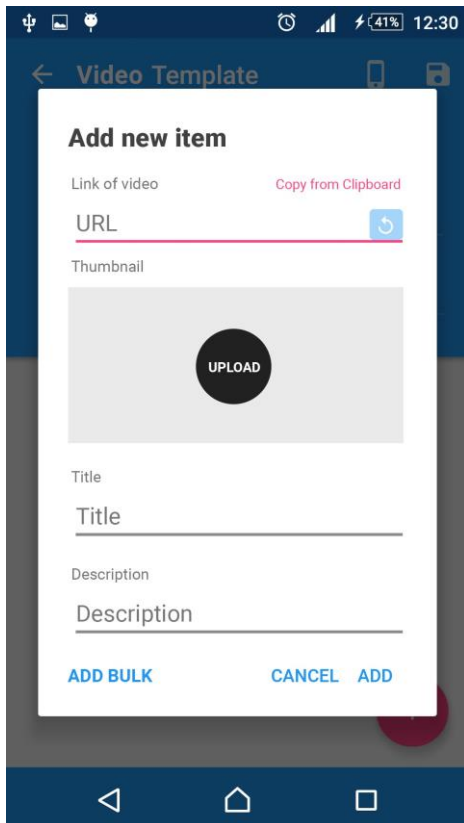 41% 12:30
Video Template
Add new item
Link of video Copy from Clipboard
URL
Thumbnail
UPLOAD
Title
Title
Description
Description
ADD BULK CANCEL ADD